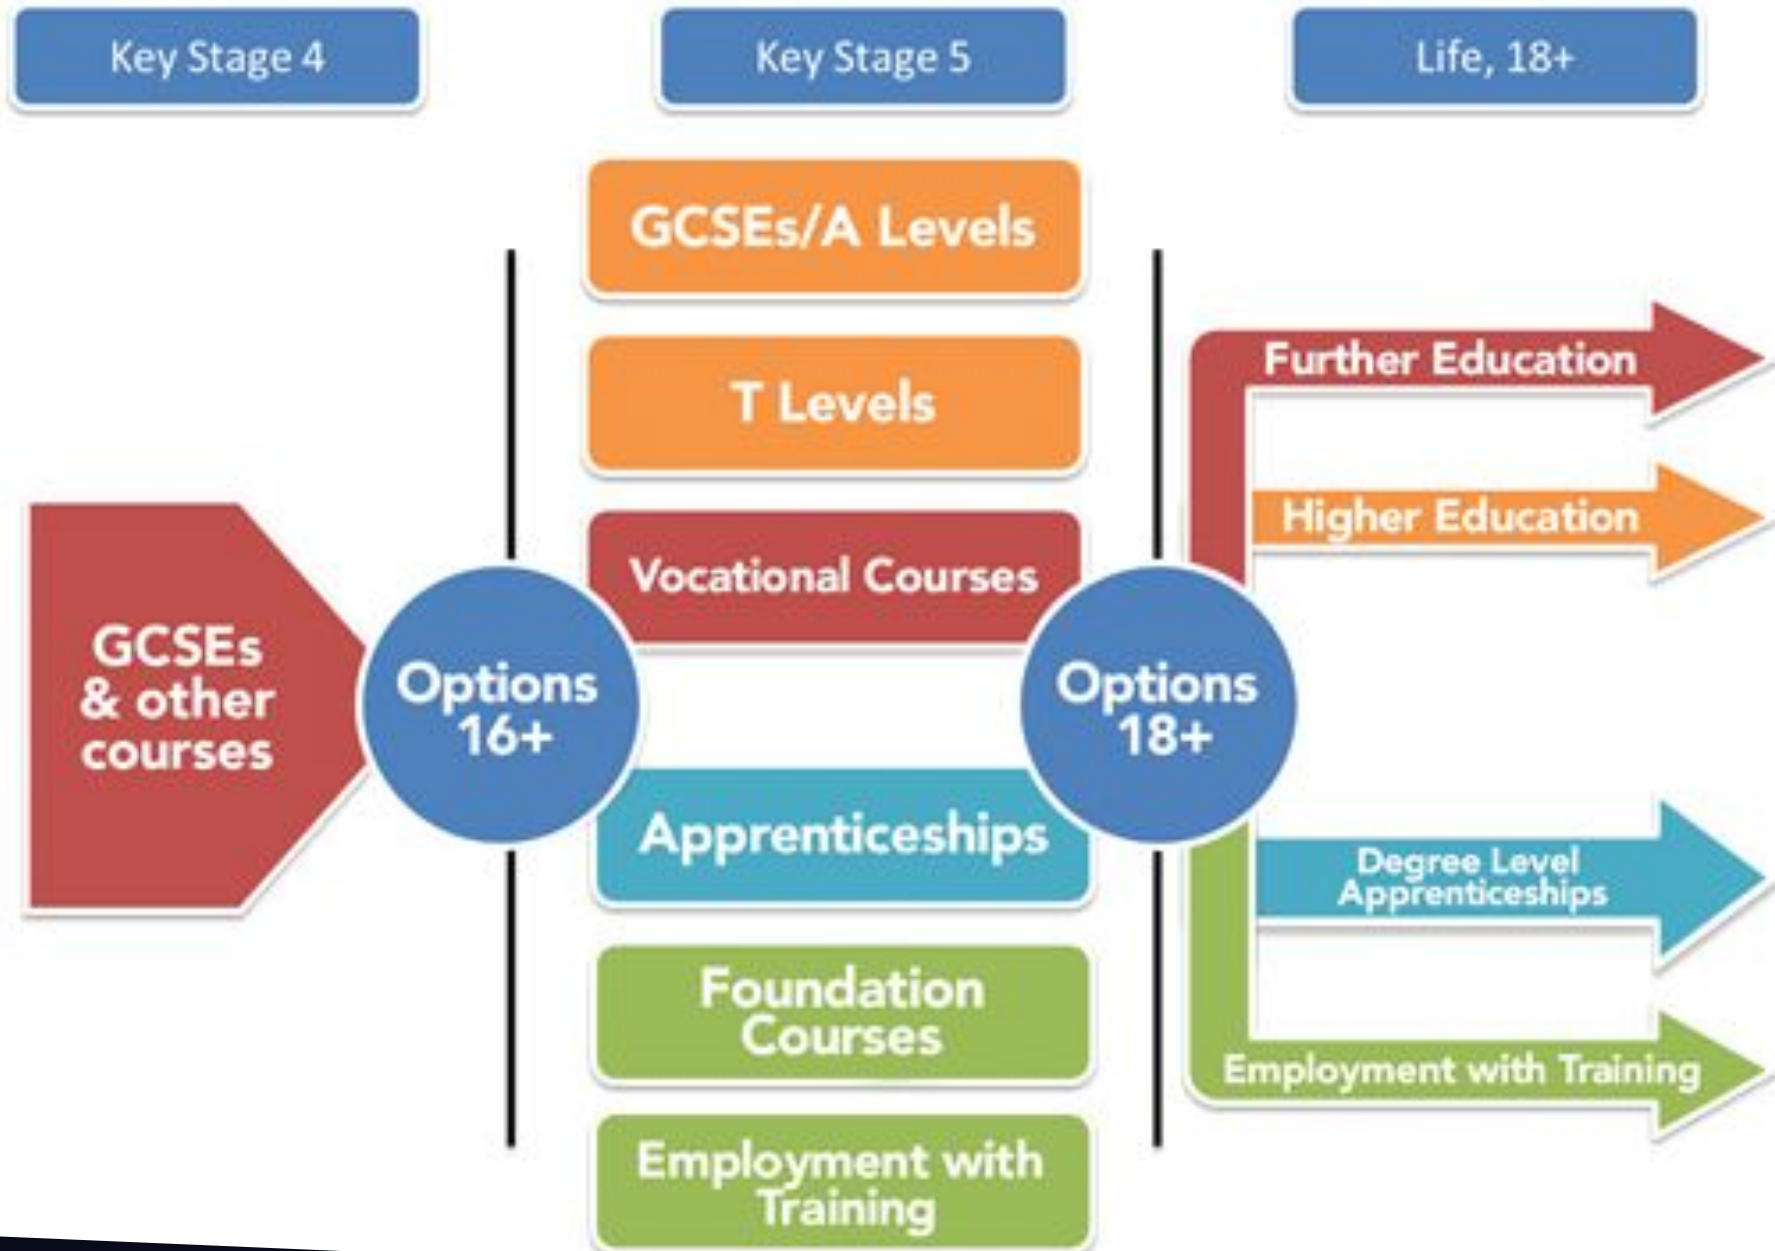 Key Stage 4
Key Stage 5
Life, 18+
GCSEs
& other
courses
Options
16+
GCSEs/A Levels
T Levels
Vocational Courses
Apprenticeships
Foundation
Courses
Employment with
Training
Options
18+
Further Education
Higher Education
Degree Level
Apprenticeships
Employment with Training